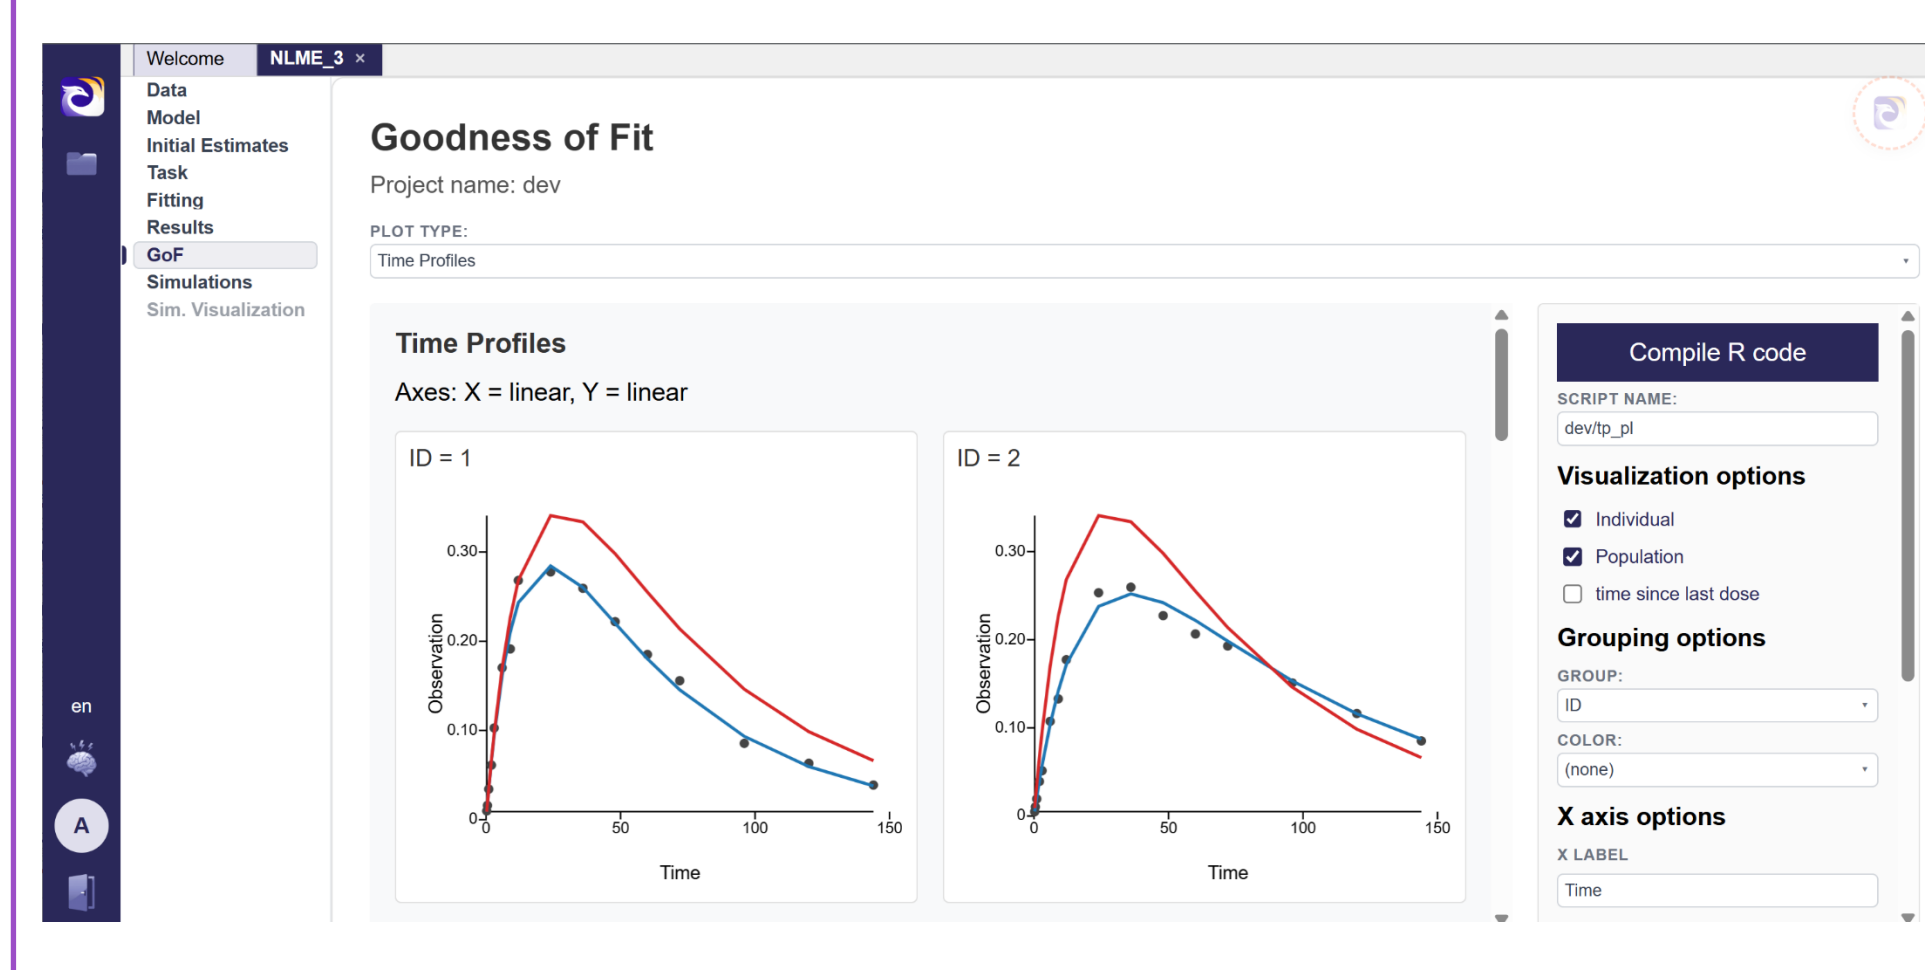 Welcome
NLME_3 ×
Data
Model
Initial Estimates
Task
Fitting
Results
GoF
Simulations
Sim. Visualization
en
A
Goodness of Fit
Project name: dev
PLOT TYPE:
Time Profiles
Time Profiles
Axes: X = linear, Y = linear
ID = 1
0.30
0.20
0.10
0
Observation
0
50
100
150
Time
ID = 2
0.30
0.20
0.10
0
Observation
0
50
100
150
Time
Compile R code
SCRIPT NAME:
dev/tp_pl
Visualization options
Individual
Population
time since last dose
Grouping options
GROUP:
ID
COLOR:
(none)
X axis options
X LABEL
Time